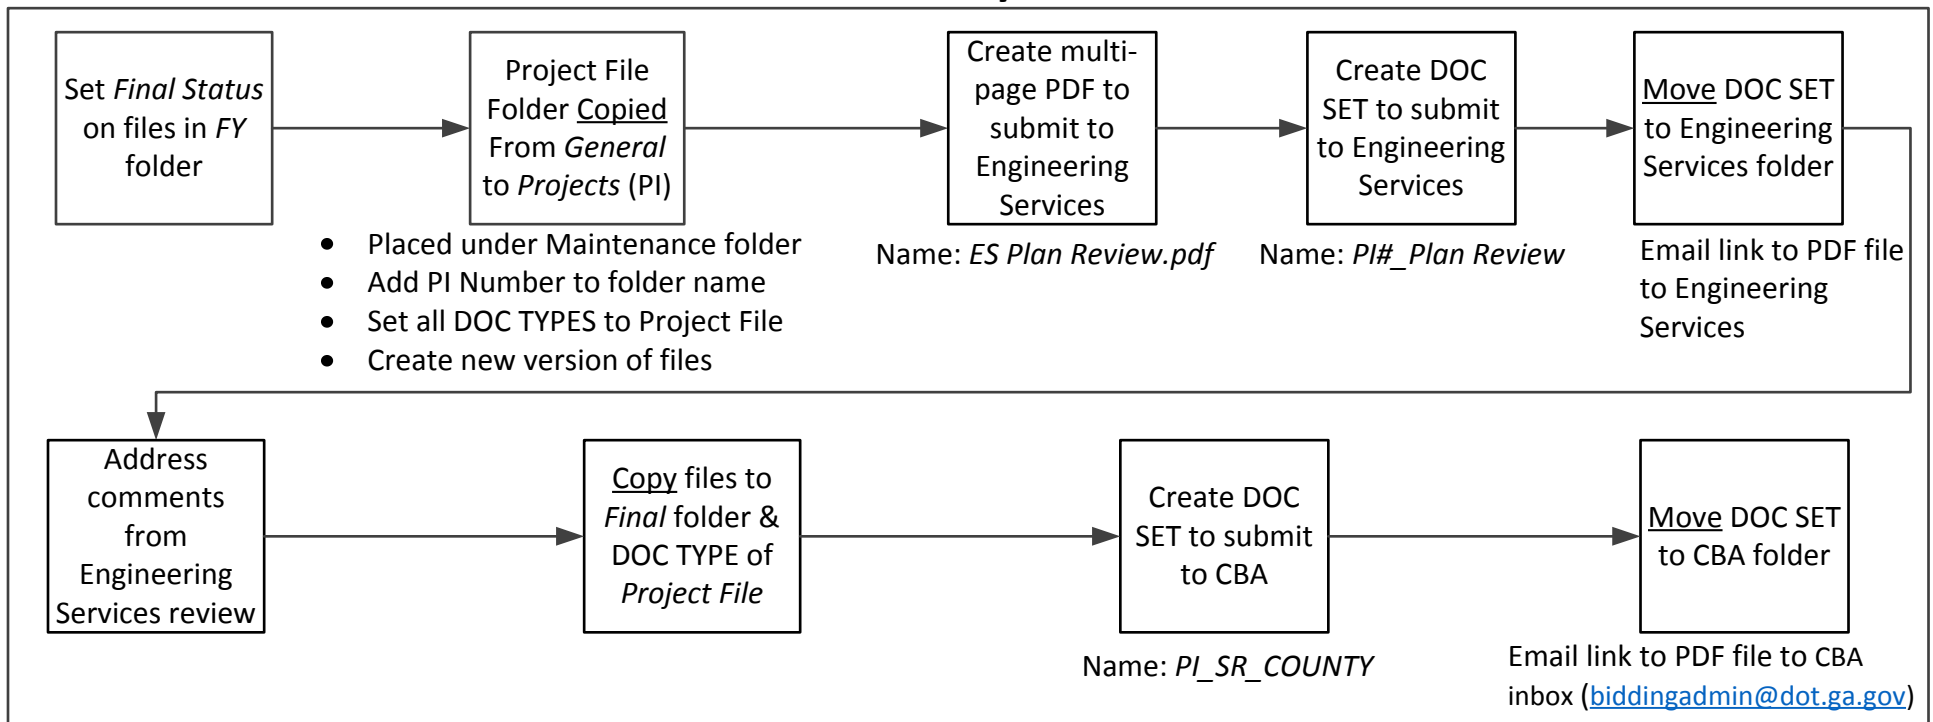 Set Final Status
on files in FY
folder
Project File
Folder Copied
From General
to Projects (PI)
Create multi-
page PDF to
submit to
Engineering
Services
Create DOC
SET to submit
to Engineering
Services
Move DOC SET
to Engineering
Services folder
• Placed under Maintenance folder
• Add PI Number to folder name
• Set all DOC TYPES to Project File
• Create new version of files
Name: ES Plan Review.pdf
Name: PI#_Plan Review
Email link to PDF file
to Engineering
Services
Address
comments
from
Engineering
Services review
Copy files to
Final folder &
DOC TYPE of
Project File
Create DOC
SET to submit
to CBA
Move DOC SET
to CBA folder
Name: PI_SR_COUNTY
Email link to PDF file to CBA
inbox (biddingadmin@dot.ga.gov)